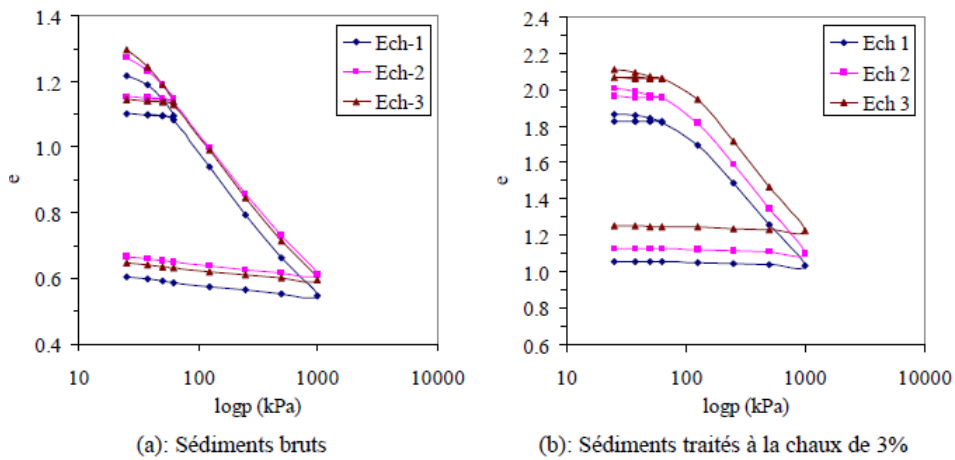 1.4
1.2
1.0
0.8
0.6
0.4
e
10
100
1000
10000
logp (kPa)
Ech-1
Ech-2
Ech-3
(a): Sédiments bruts
2.4
2.2
2.0
1.8
1.6
1.4
1.2
1.0
0.8
0.6
e
10
100
1000
10000
logp (kPa)
Ech 1
Ech 2
Ech 3
(b): Sédiments traités à la chaux de 3%